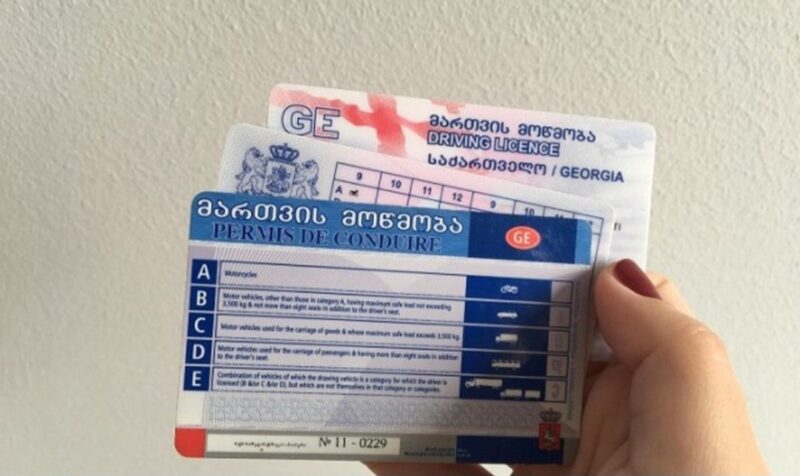 GE
მართვის მოწმობა
DRIVING LICENCE
საქართველო / GEORGIA
9 10 11 12 9 10
A
მართვის მოწმობა
PERMIS DE CONDUIRE
GE
A Motorcycles
B Motor vehicles, other than those in category A, having maximum safe load not exceeding
3,500 kg & not more than eight seats in addition to the driver's seat.
C Motor vehicles used for the carriage of goods & whose maximum safe load exceeds 3,500 kg.
D Motor vehicles used for the carriage of passengers & having more than eight seats in addition
to the driver's seat.
E Combination of vehicles of which the drawing vehicle is a category for which the driver is
licensed (B &/or C &/or D), but which are not themselves in that category or categories.
№ 11 - 0229